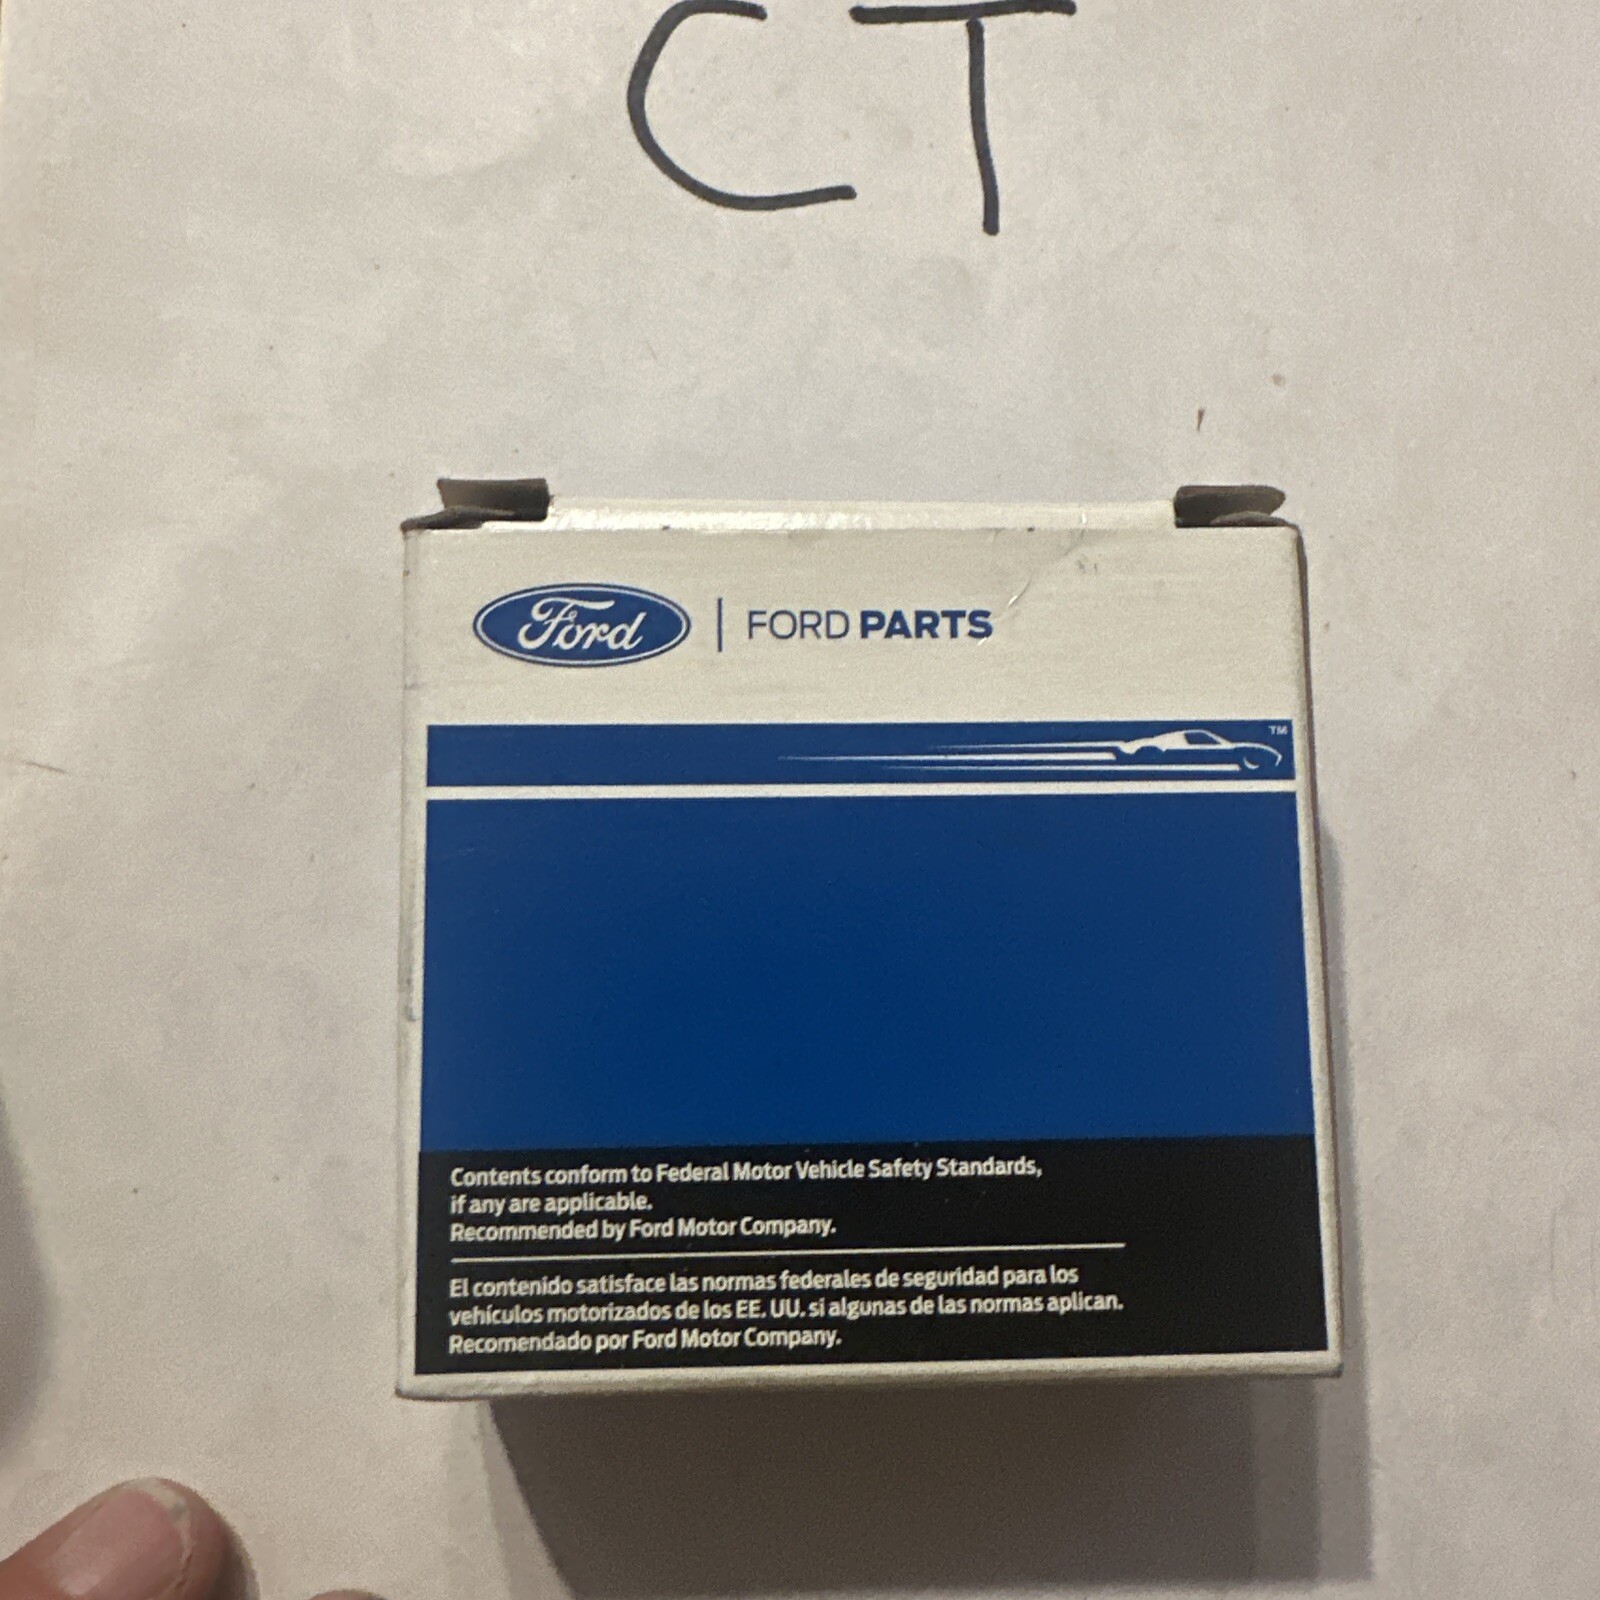 CT
Ford | FORD PARTS
TM
Contents conform to Federal Motor Vehicle Safety Standards,
if any are applicable.
Recommended by Ford Motor Company.
El contenido satisface las normas federales de seguridad para los
vehículos motorizados de los EE. UU. si algunas de las normas aplican.
Recomendado por Ford Motor Company.